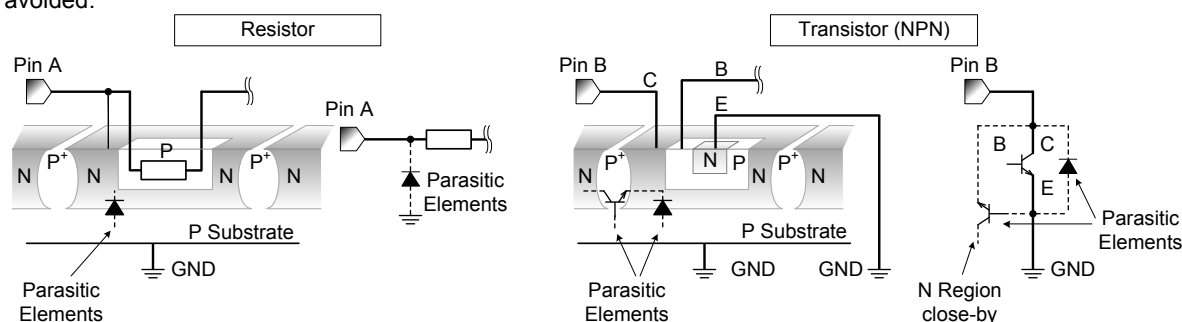 avoided.
Resistor
Transistor (NPN)
Pin A
Pin A
P
N
P+
N
P+
N
Parasitic
Elements
P Substrate
GND
Parasitic
Elements
Pin B
C
B
E
N
P+
N
P
P+
N
N
P Substrate
GND
GND
Parasitic
Elements
Pin B
B
C
E
Parasitic
Elements
GND
N Region
close-by